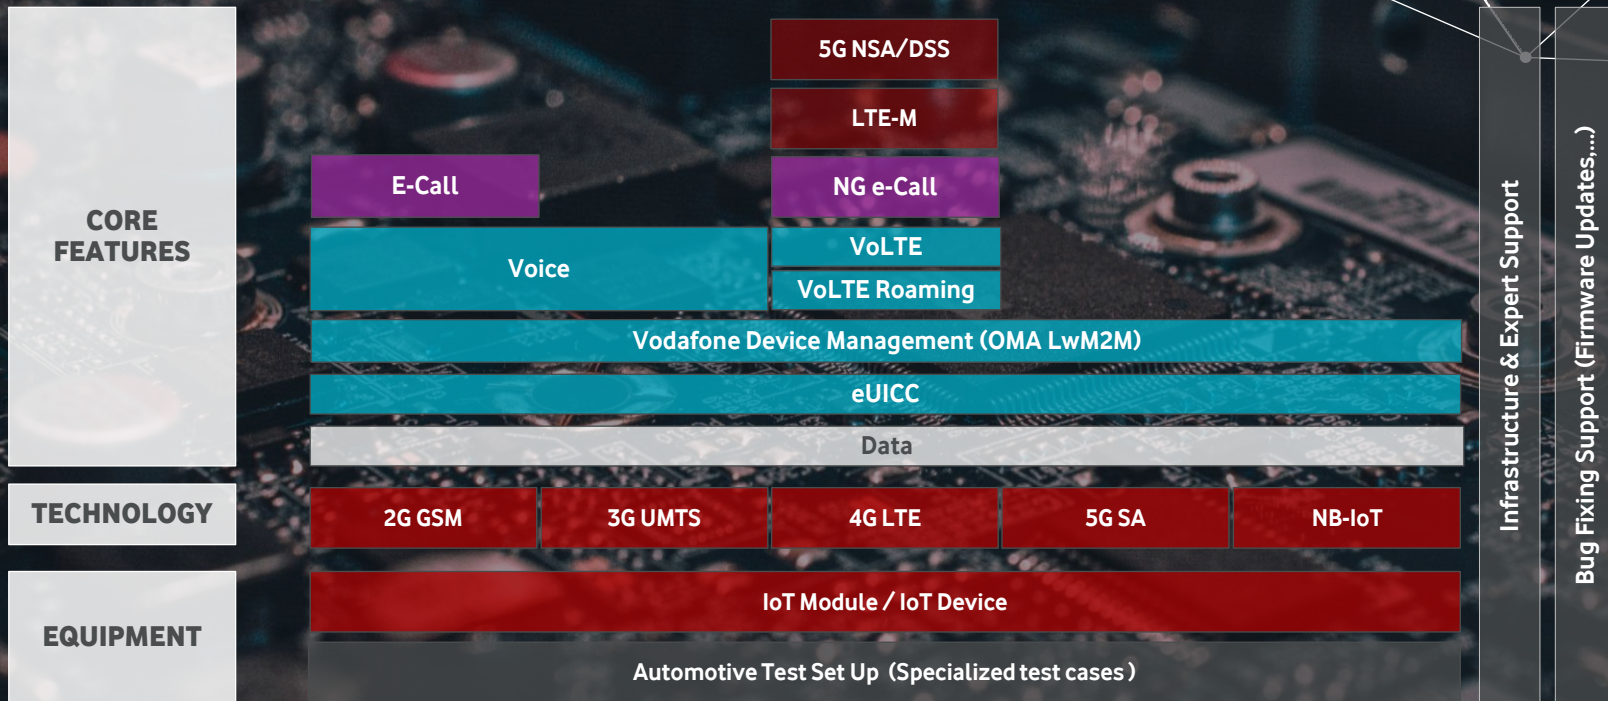 5G NSA/DSS
LTE-M
E-Call
NG e-Call
CORE
FEATURES
Voice
VoLTE
VoLTE Roaming
Vodafone Device Management (OMA LwM2M)
eUICC
Data
TECHNOLOGY
2G GSM
3G UMTS
4G LTE
5G SA
NB-IoT
EQUIPMENT
IoT Module / IoT Device
Automotive Test Set Up (Specialized test cases )
Infrastructure & Expert Support
Bug Fixing Support (Firmware Updates,...)